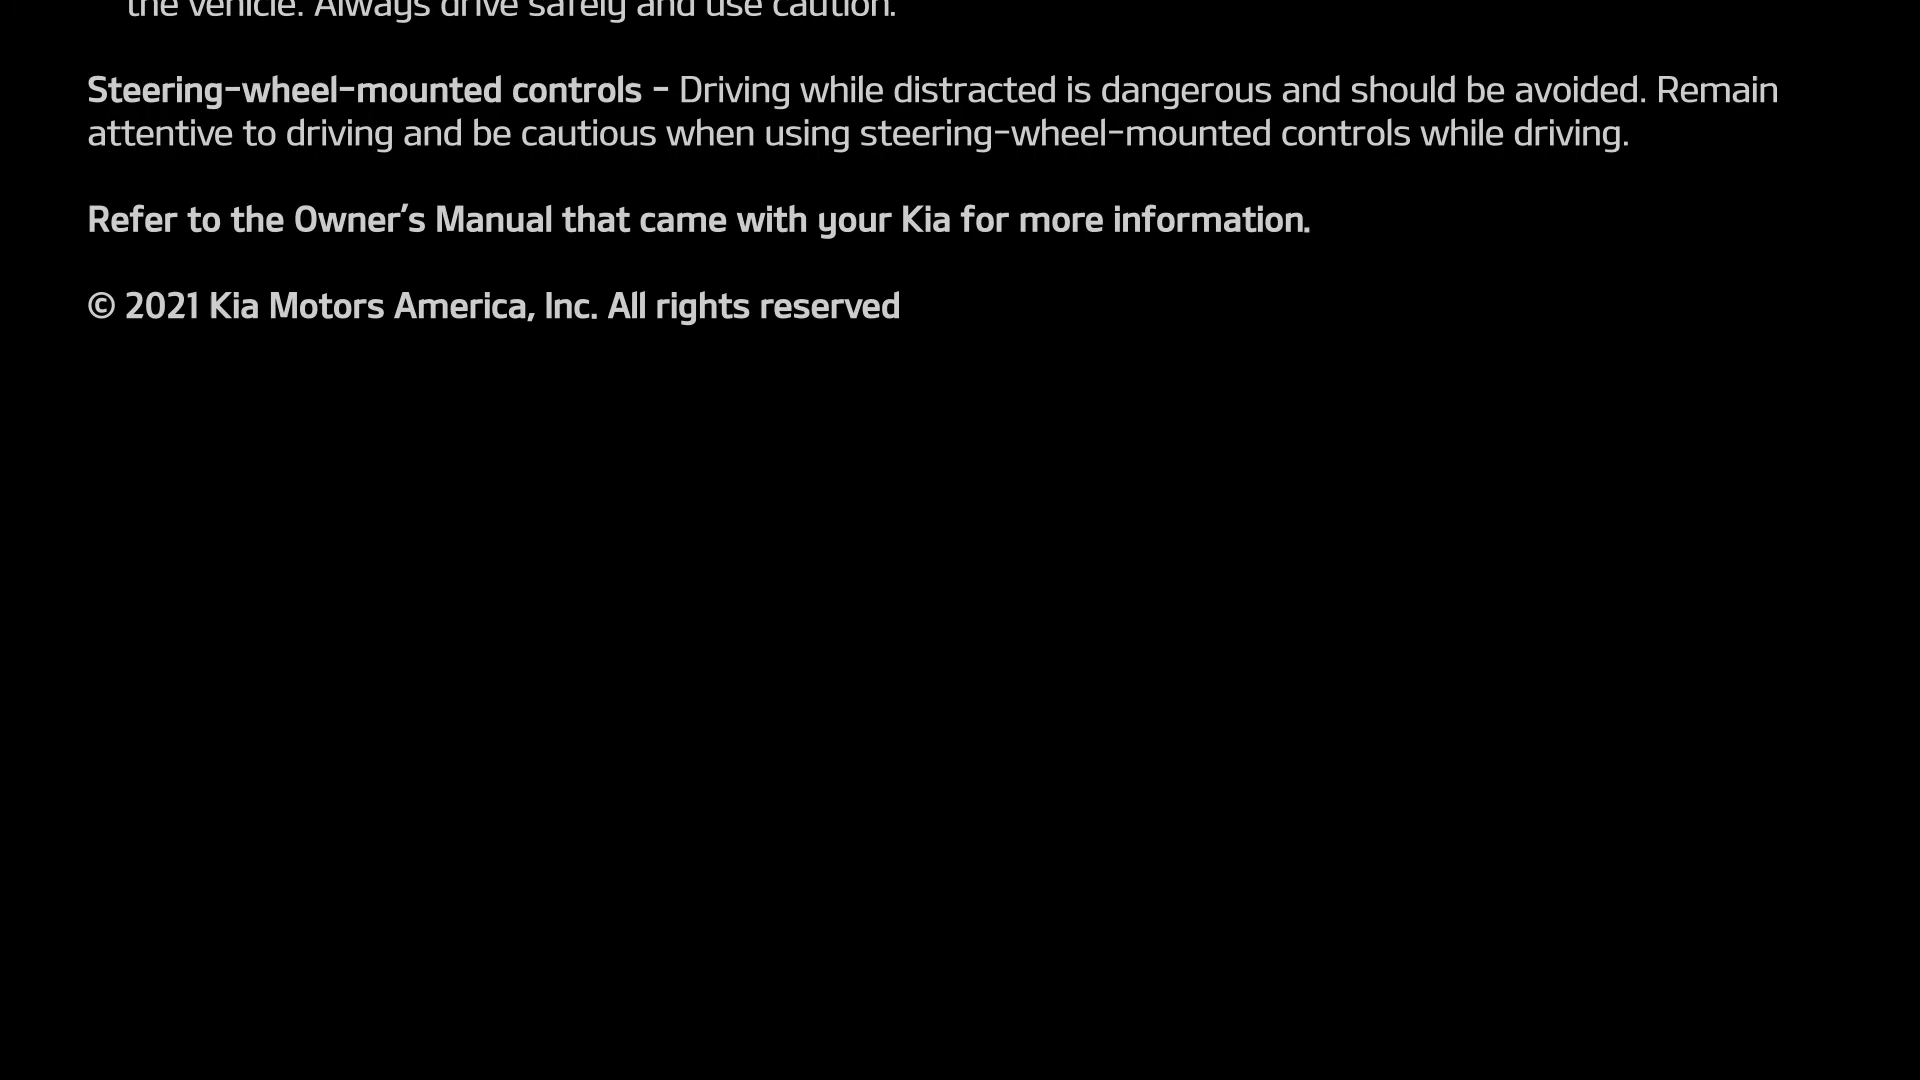 the vehicle. Always drive safely and use caution.
Steering-wheel-mounted controls - Driving while distracted is dangerous and should be avoided. Remain
attentive to driving and be cautious when using steering-wheel-mounted controls while driving.
Refer to the Owner's Manual that came with your Kia for more information.
© 2021 Kia Motors America, Inc. All rights reserved